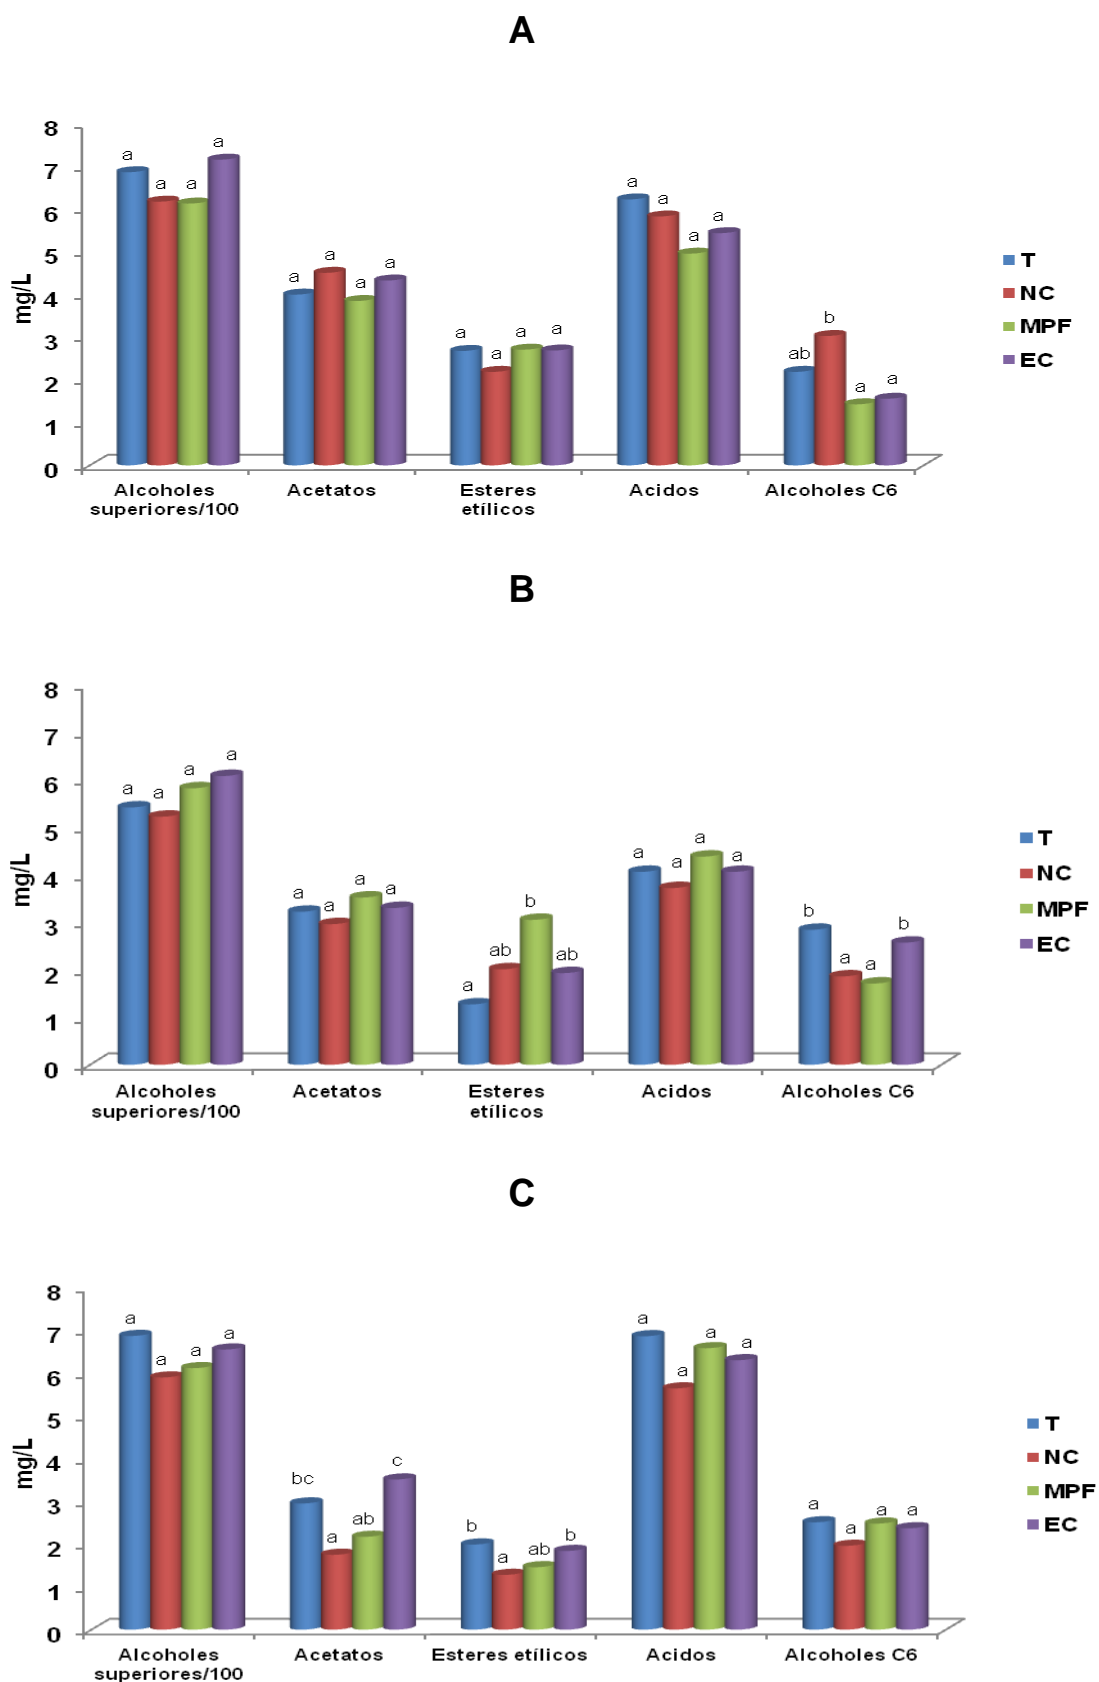 A
8
7
6
5
4
3
2
1
0
mg/L
a a a a
a a a a
a a a a
a a a a
ab b a a
Alcoholes
superiores/100
Acetatos
Esteres
etílicos
Acidos
Alcoholes C6
T
NC
MPF
EC
B
8
7
6
5
4
3
2
1
0
mg/L
a a a a
a a a a
a ab b ab
a a a a
b a a b
Alcoholes
superiores/100
Acetatos
Esteres
etílicos
Acidos
Alcoholes C6
T
NC
MPF
EC
C
8
7
6
5
4
3
2
1
0
mg/L
a a a a
bc a ab c
b a ab b
a a a a
a a a a
Alcoholes
superiores/100
Acetatos
Esteres etílicos
Acidos
Alcoholes C6
T
NC
MPF
EC